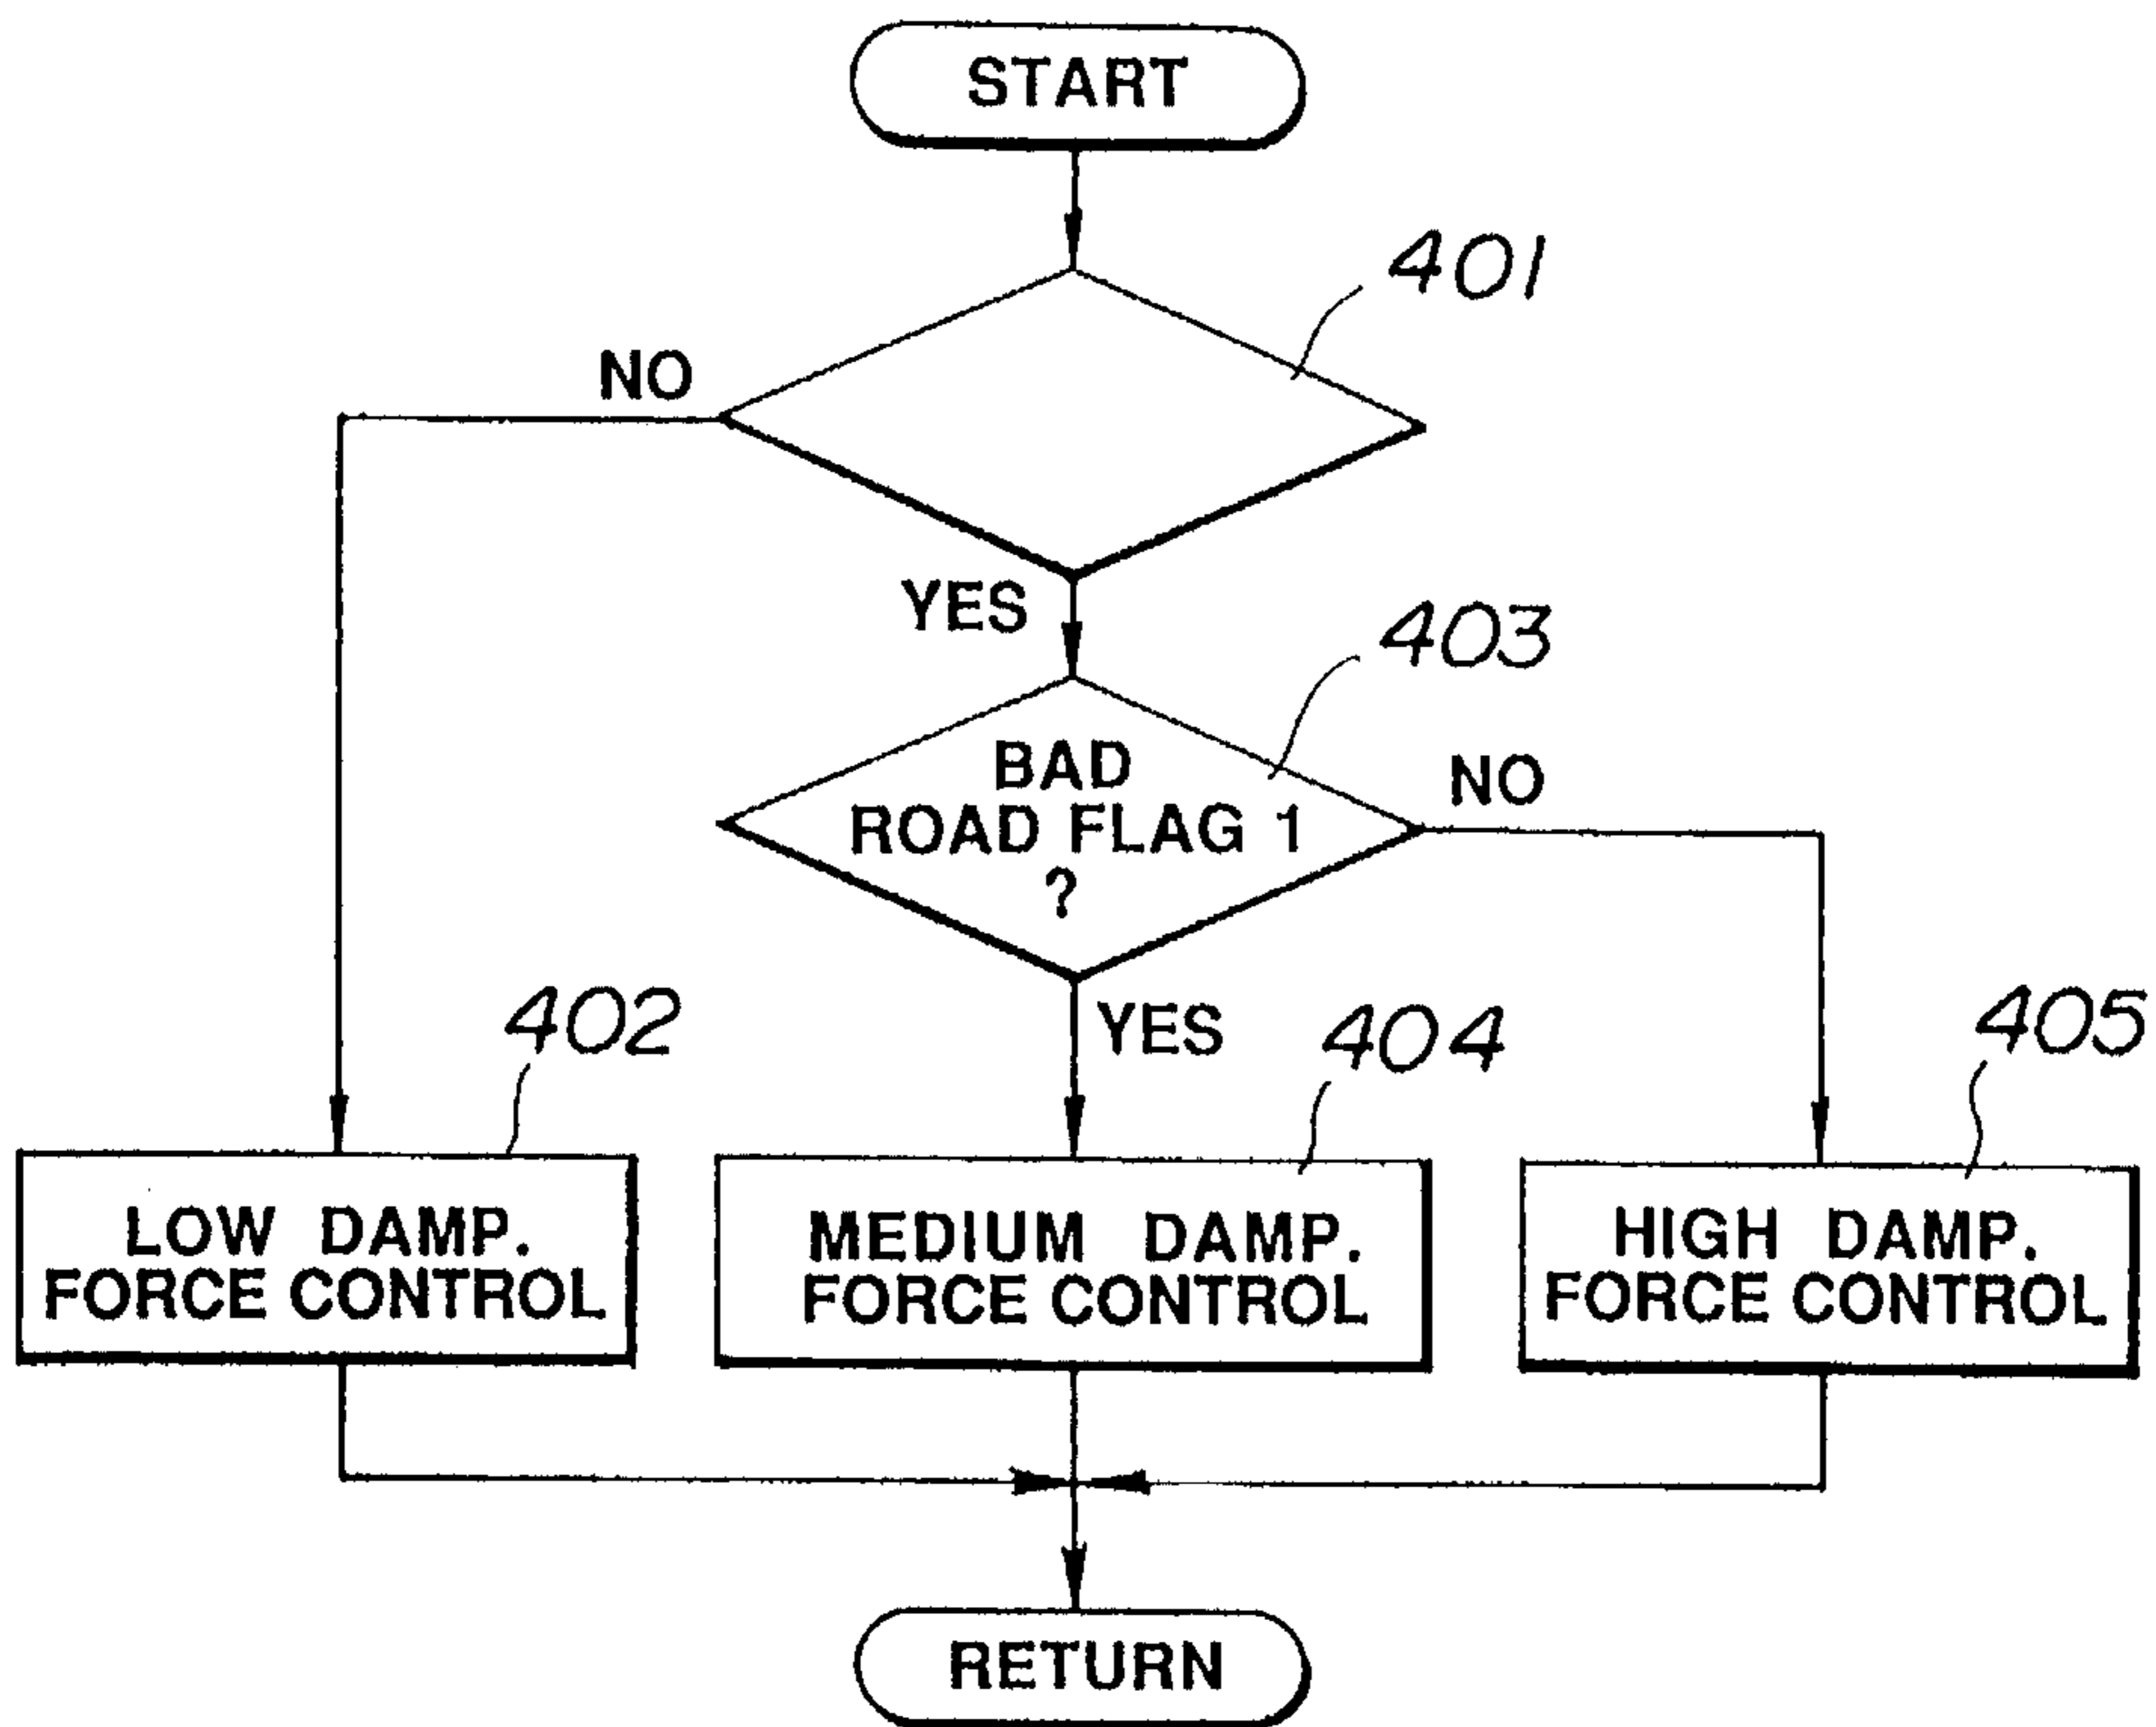 START
401
NO
YES
403
BAD
ROAD FLAG 1
?
NO
YES
402
404
405
LOW DAMP.
FORCE CONTROL
MEDIUM DAMP.
FORCE CONTROL
HIGH DAMP.
FORCE CONTROL
RETURN